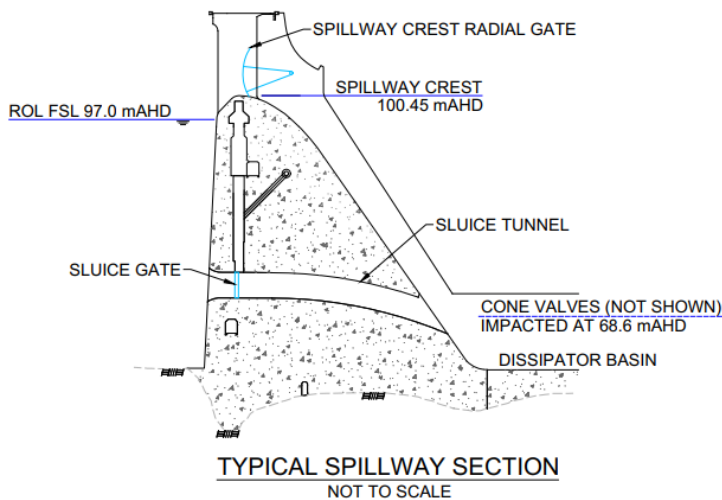 SPILLWAY CREST RADIAL GATE
SPILLWAY CREST
100.45 mAHD
ROL FSL 97.0 mAHD
SLUICE TUNNEL
SLUICE GATE
CONE VALVES (NOT SHOWN)
IMPACTED AT 68.6 mAHD
DISSIPATOR BASIN
TYPICAL SPILLWAY SECTION
NOT TO SCALE